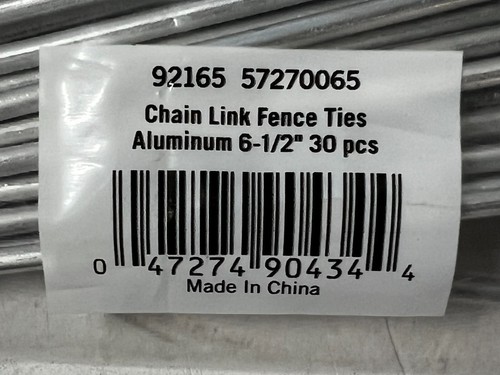 92165 57270065
Chain Link Fence Ties
Aluminum 6-1/2" 30 pcs
0 47274 90434 4
Made In China